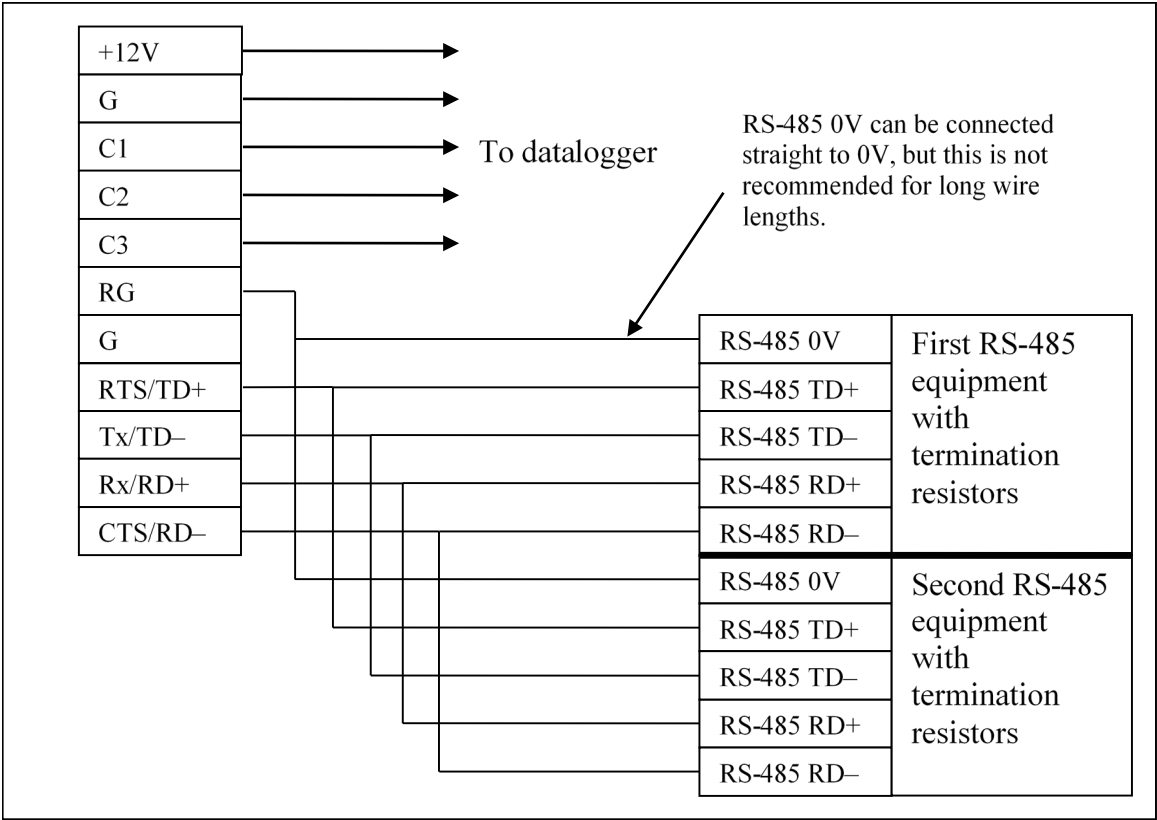 +12V
G
C1
C2
C3
RG
G
RTS/TD+
Tx/TD–
Rx/RD+
CTS/RD–
To datalogger
RS-485 0V can be connected
straight to 0V, but this is not
recommended for long wire
lengths.
RS-485 0V
RS-485 TD+
RS-485 TD–
RS-485 RD+
RS-485 RD–
First RS-485
equipment
with
termination
resistors
RS-485 0V
RS-485 TD+
RS-485 TD–
RS-485 RD+
RS-485 RD–
Second RS-485
equipment
with
termination
resistors